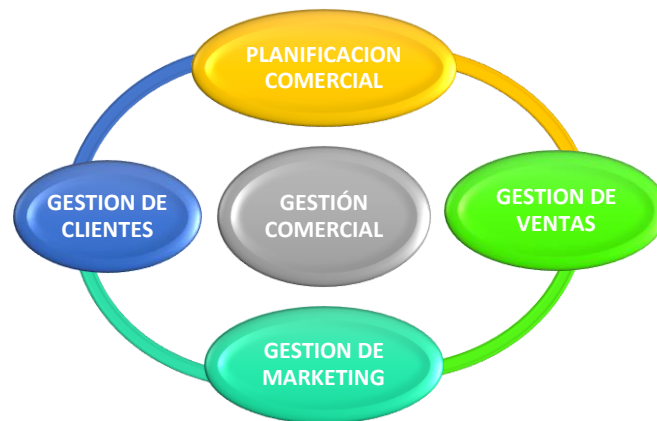 PLANIFICACION
COMERCIAL
GESTION DE
CLIENTES
GESTIÓN
COMERCIAL
GESTION DE
VENTAS
GESTION DE
MARKETING